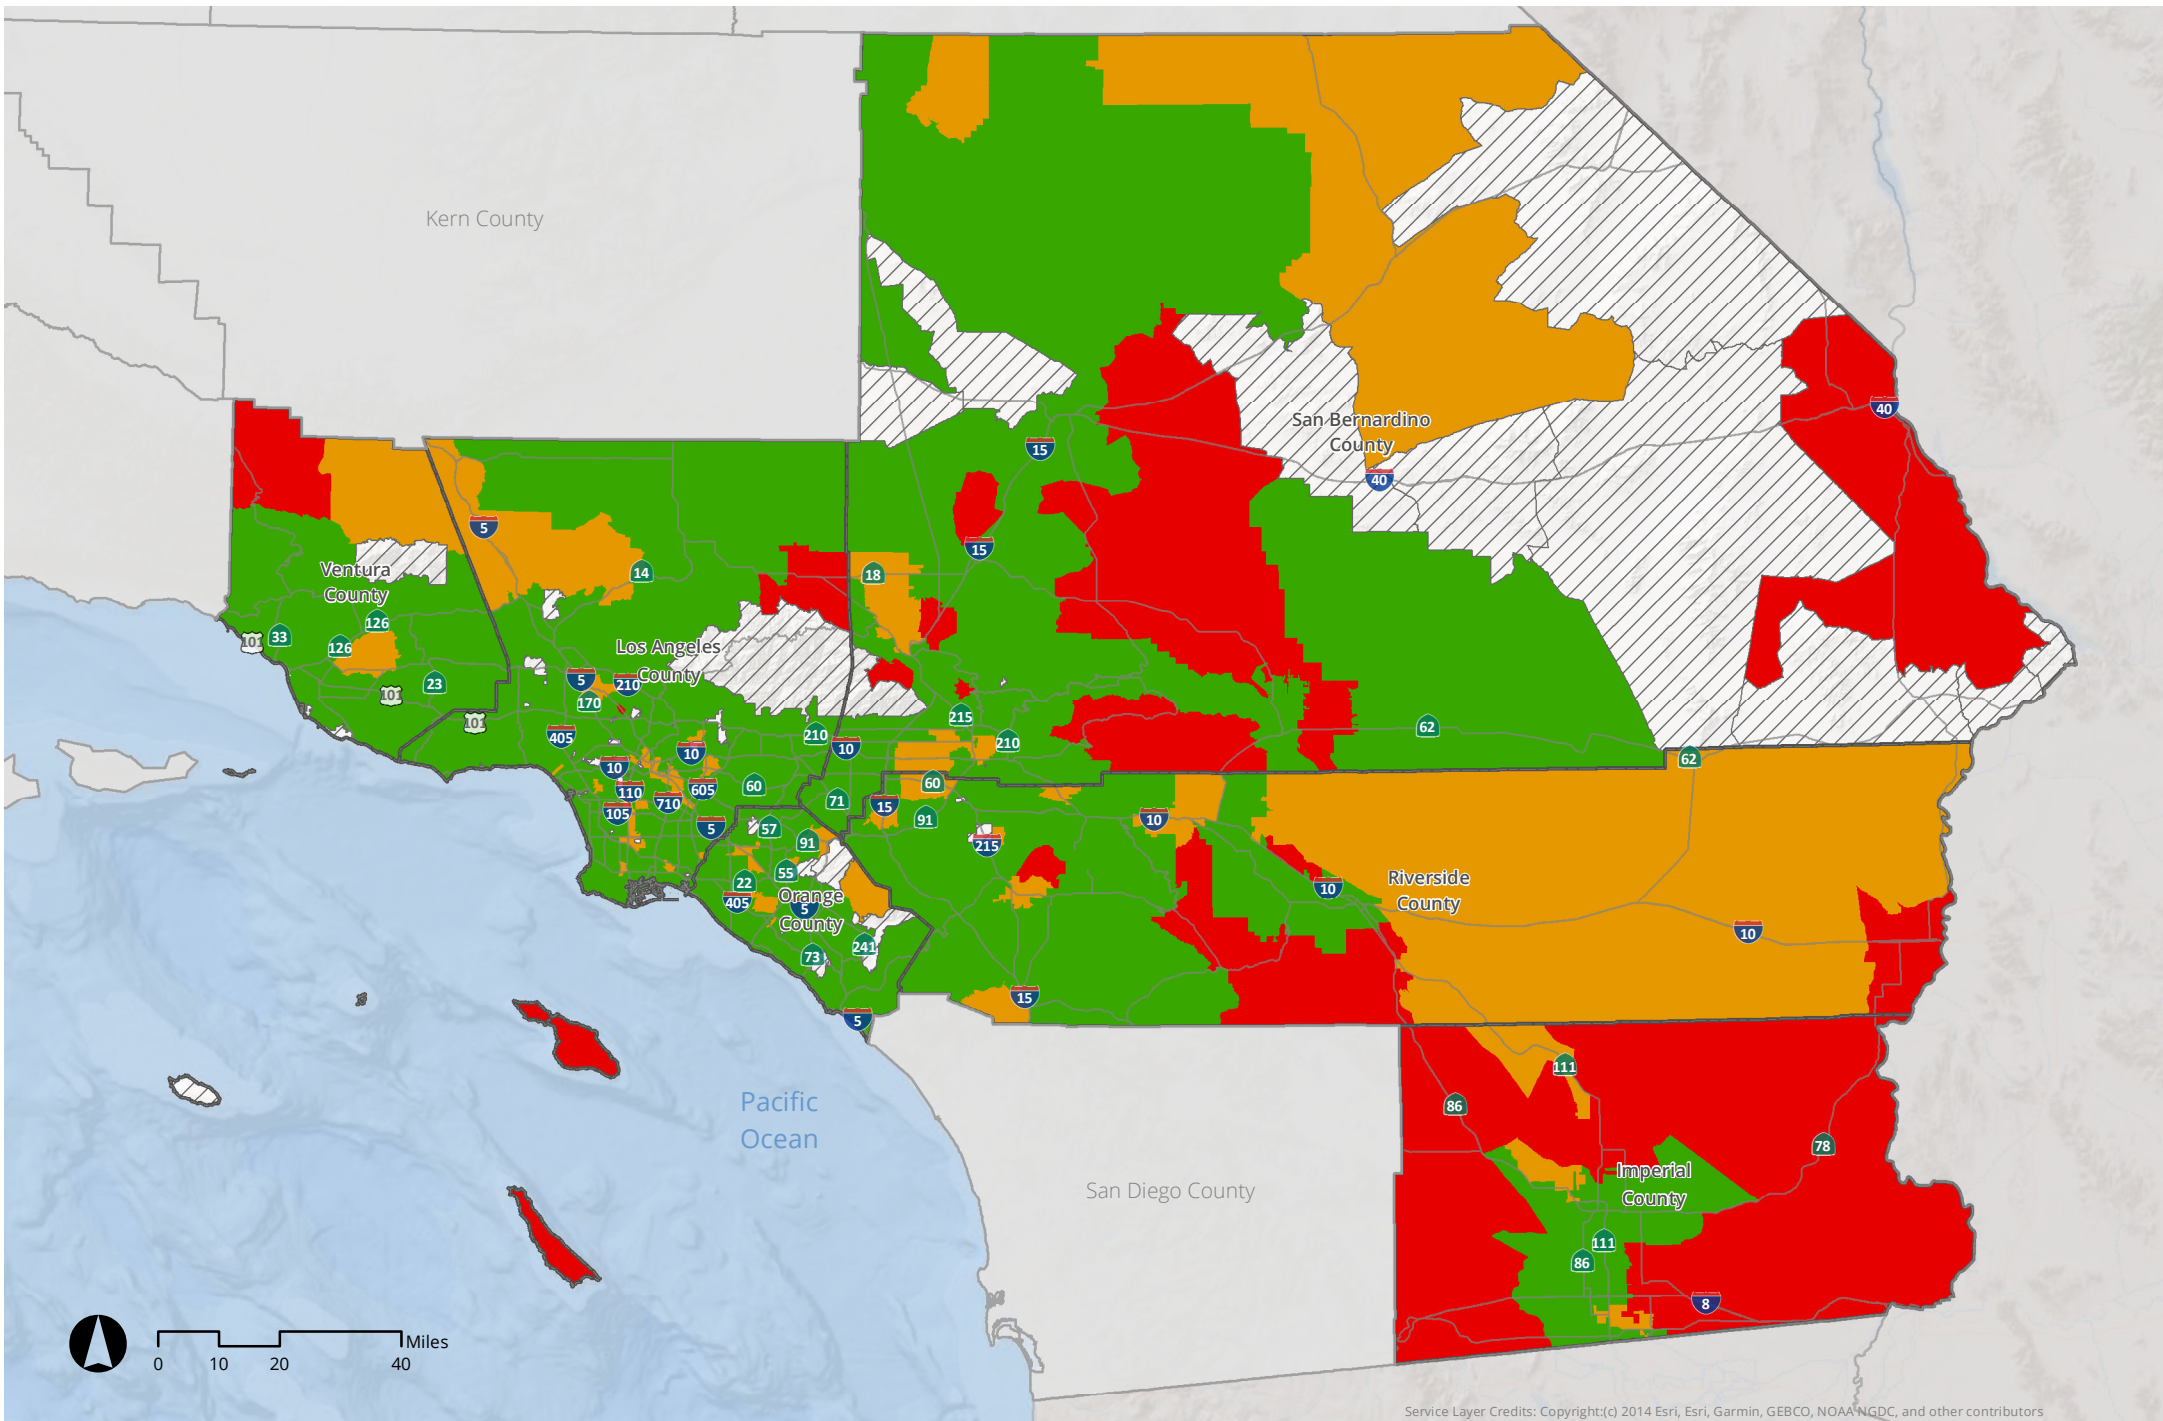 Kern County
15
40
San Bernardino
County
40
5
15
14
18
Ventura
County
126
33
101
126
Los Angeles
County
23
101
5
210
170
101
405
215
210
10
210
62
10
10
62
110
605
60
60
710
71
15
105
10
91
5
57
91
215
55
22
405
Orange
County
5
10
Riverside
County
10
241
73
15
5
111
86
Pacific
Ocean
78
Imperial
County
San Diego County
111
86
8
Miles
0 10 20 40
Service Layer Credits: Copyright:(c) 2014 Esri, Esri, Garmin, GEBCO, NOAA NGDC, and other contributors